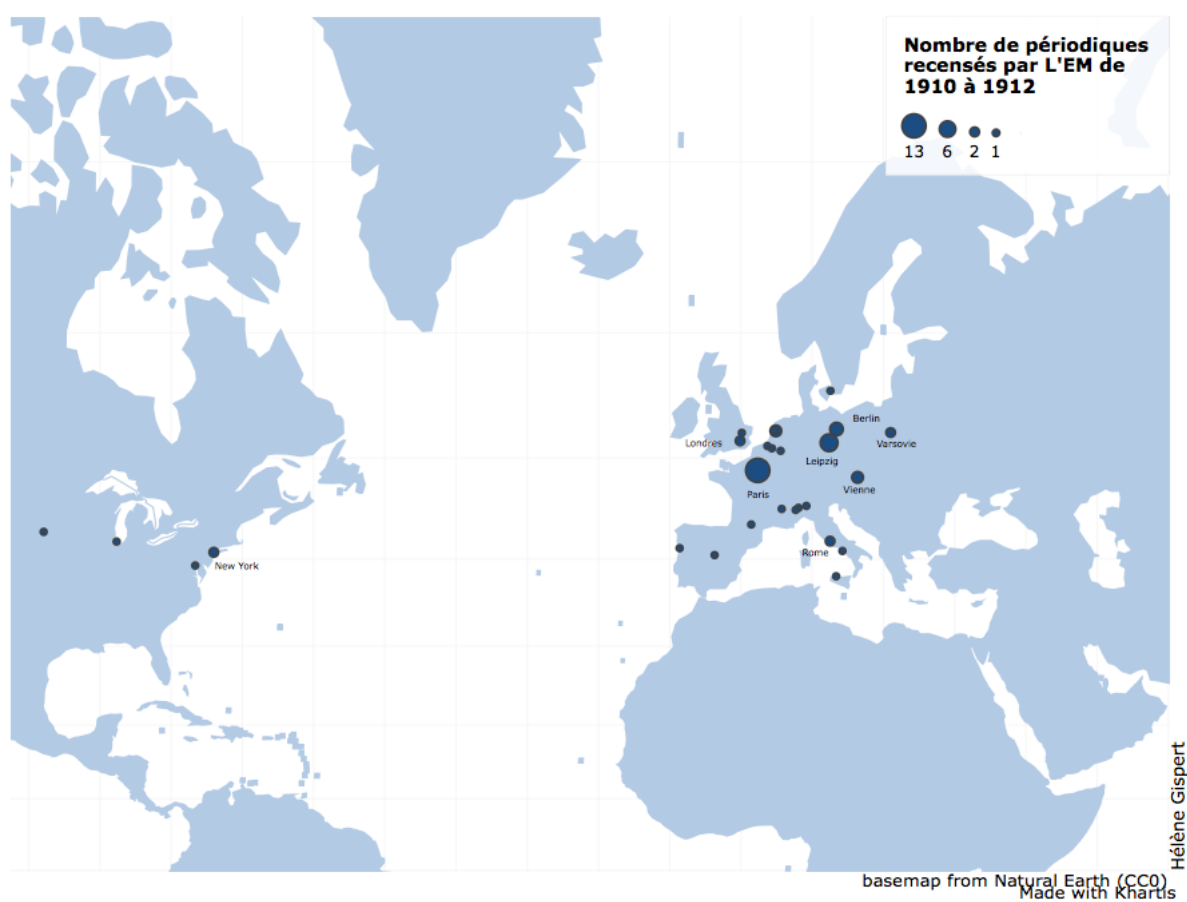 Nombre de périodiques
recensés par L'EM de
1910 à 1912
13 6 2 1
Berlin
Londres
Varsovie
Leipzig
Vienne
Paris
Rome
New York
Hélène Gispert
basemap from Natural Earth (CC0)
Made with Khartis